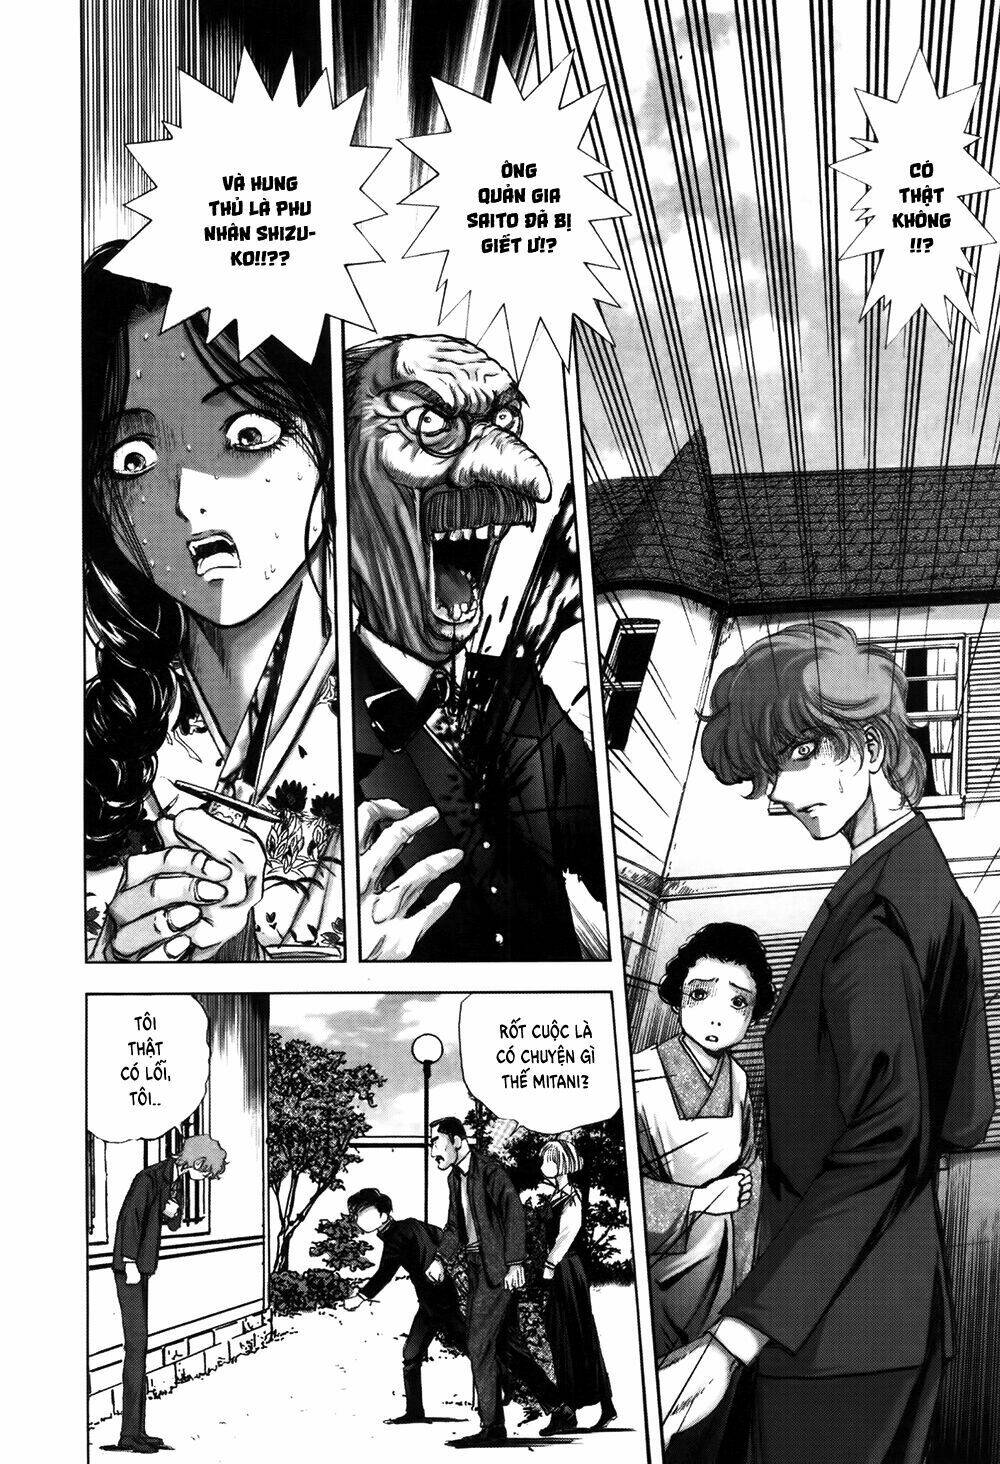 CÓ
THẬT
KHÔNG
!!?
ÔNG
QUẢN GIA
SAITO ĐÃ BỊ
GIẾT Ư!?
VÀ HUNG
THỦ LÀ PHU
NHÂN SHIZU-
KO!!??
RỐT CUỘC LÀ
CÓ CHUYỆN GÌ
THẾ MITANI?
TÔI
THẬT
CÓ LỖI,
TÔI..